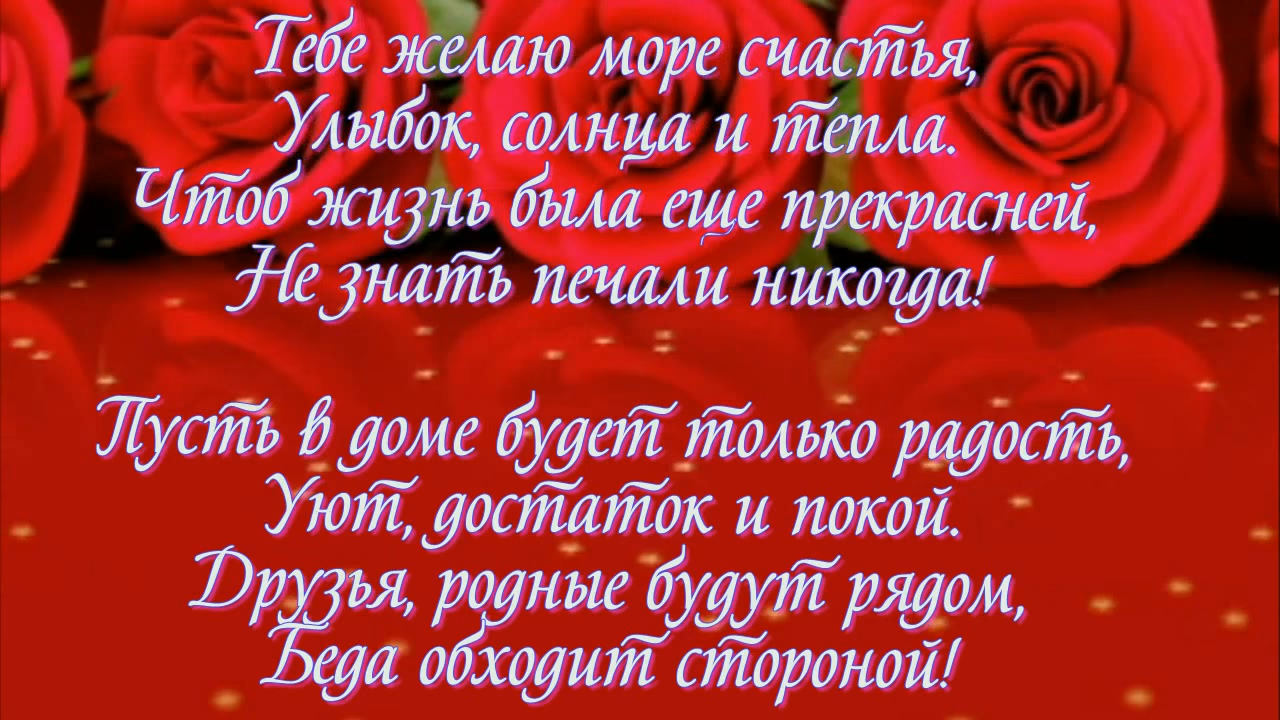 Тебе желаю море счастья,
Улыбок, солнца и тепла.
Чтоб жизнь была еще прекрасней,
Не знать печали никогда!
Пусть в доме будет только радость,
Уют, достаток и покой.
Друзья, родные будут рядом,
Беда обходит стороной!